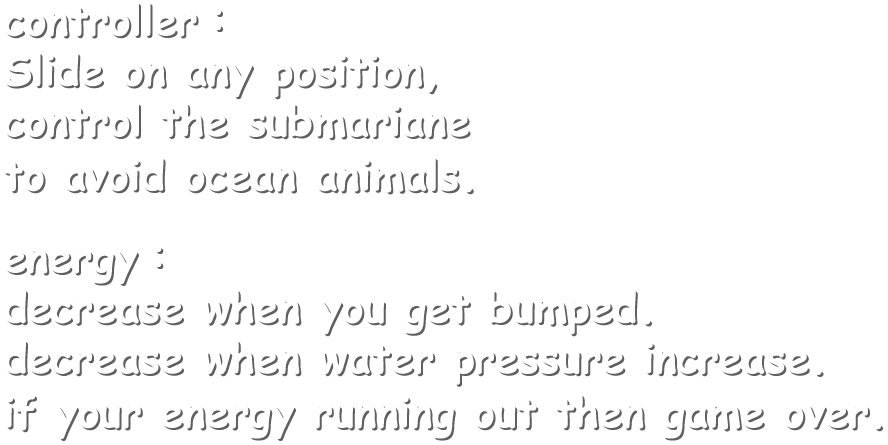 controller :
Slide on any position,
control the submariane
to avoid ocean animals.
energy :
decrease when you get bumped.
decrease when water pressure increase.
if your energy running out then game over.